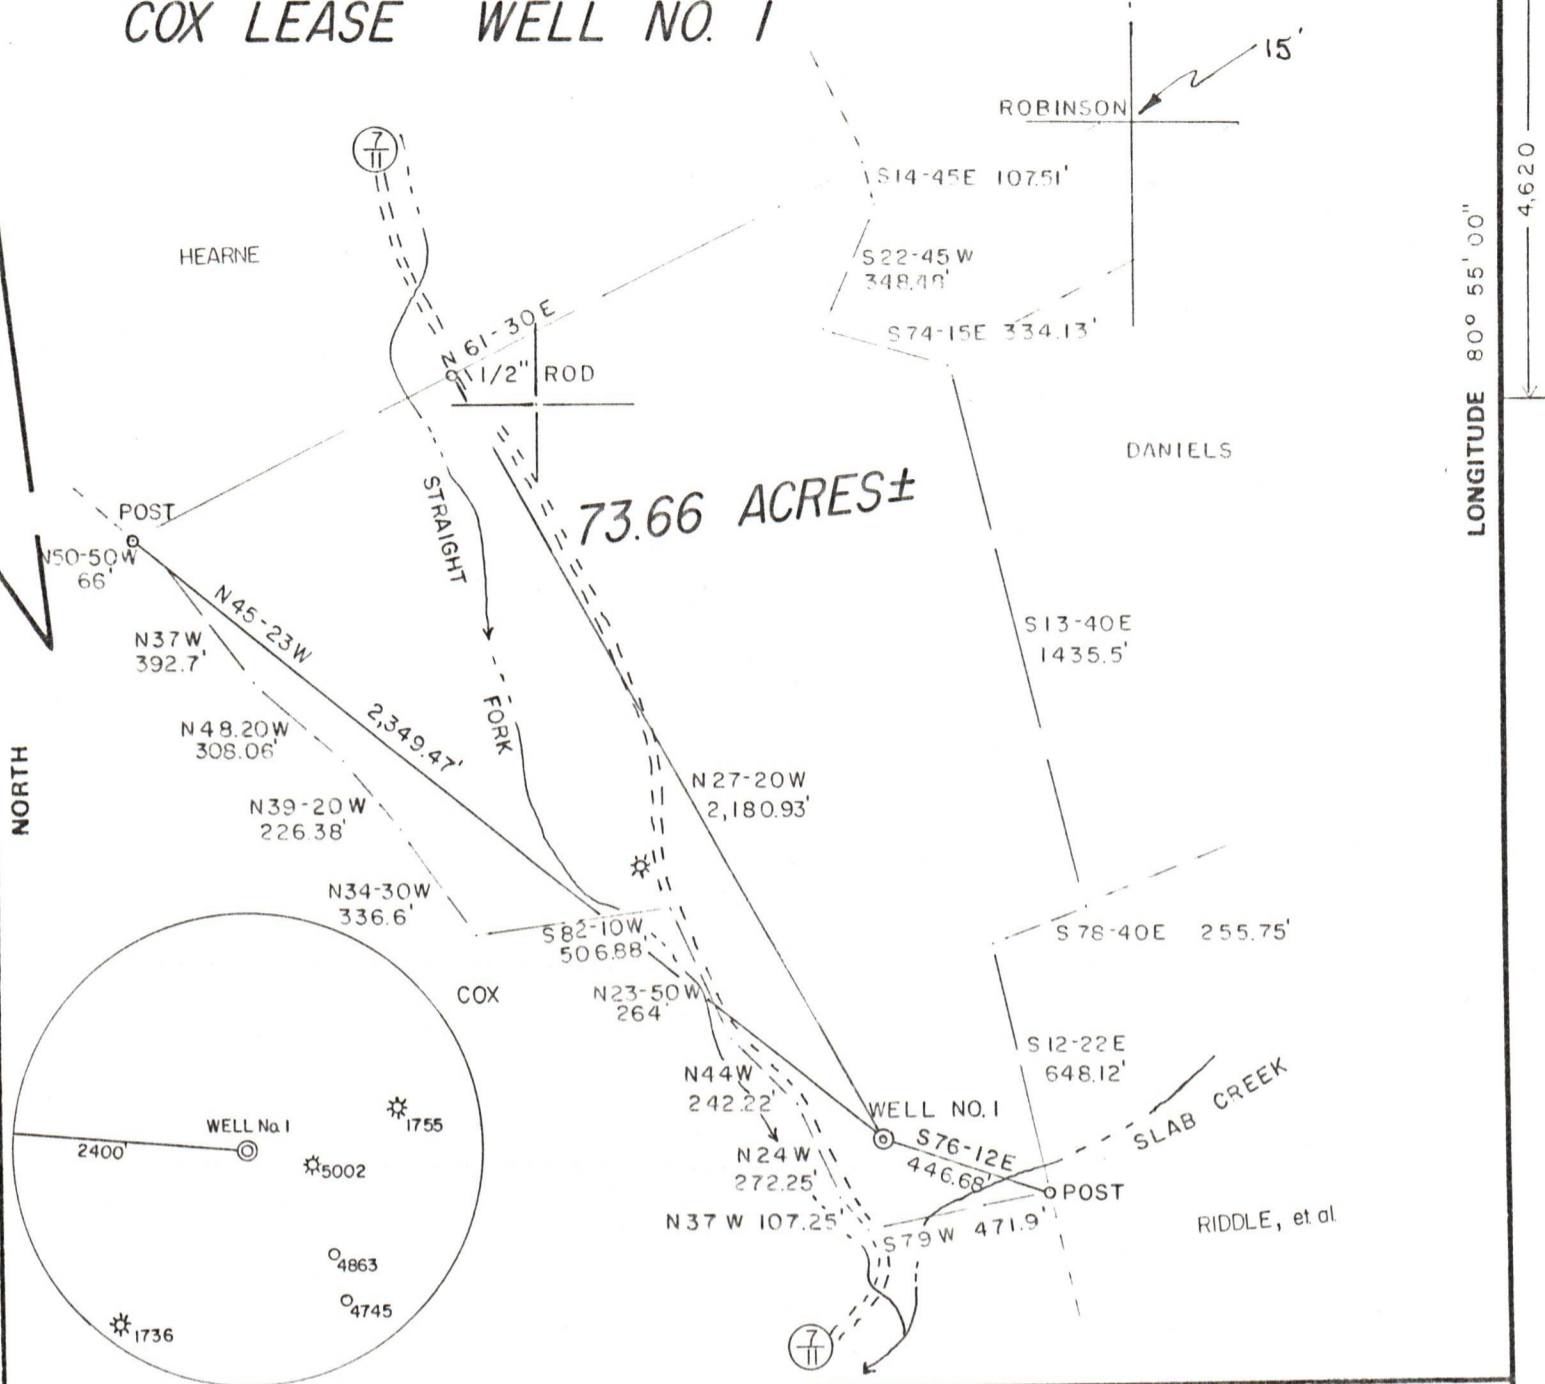 COX LEASE WELL NO. 1
15'
ROBINSON
4,620
7
11
S14-45E 107.51'
HEARNE
S22-45W
LONGITUDE 80° 55' 00"
N 61-30E
S74-15E 334.13'
1/2" ROD
DANIELS
73.66 ACRES±
POST
N50-50W
66'
STRAIGHT
FORK
N45-23W
2,349.47'
N37W
392.7'
S13-40E
1435.5'
N48.20W
308.06'
NORTH
N27-20W
2,180.93'
N39-20W
226.38'
N34-30W
336.6'
S82-10W
506.88
S78-40E 255.75'
COX
N23-50W
264'
S12-22E
648.12'
N44W
242.22'
SLAB CREEK
WELL NO. 1
S76-12E
446.68'
POST
N24W
272.25'
N37W 107.25'
S79W 471.9'
RIDDLE, et al.
7
11
WELL No 1
2400'
1755
5002
4863
4745
1736